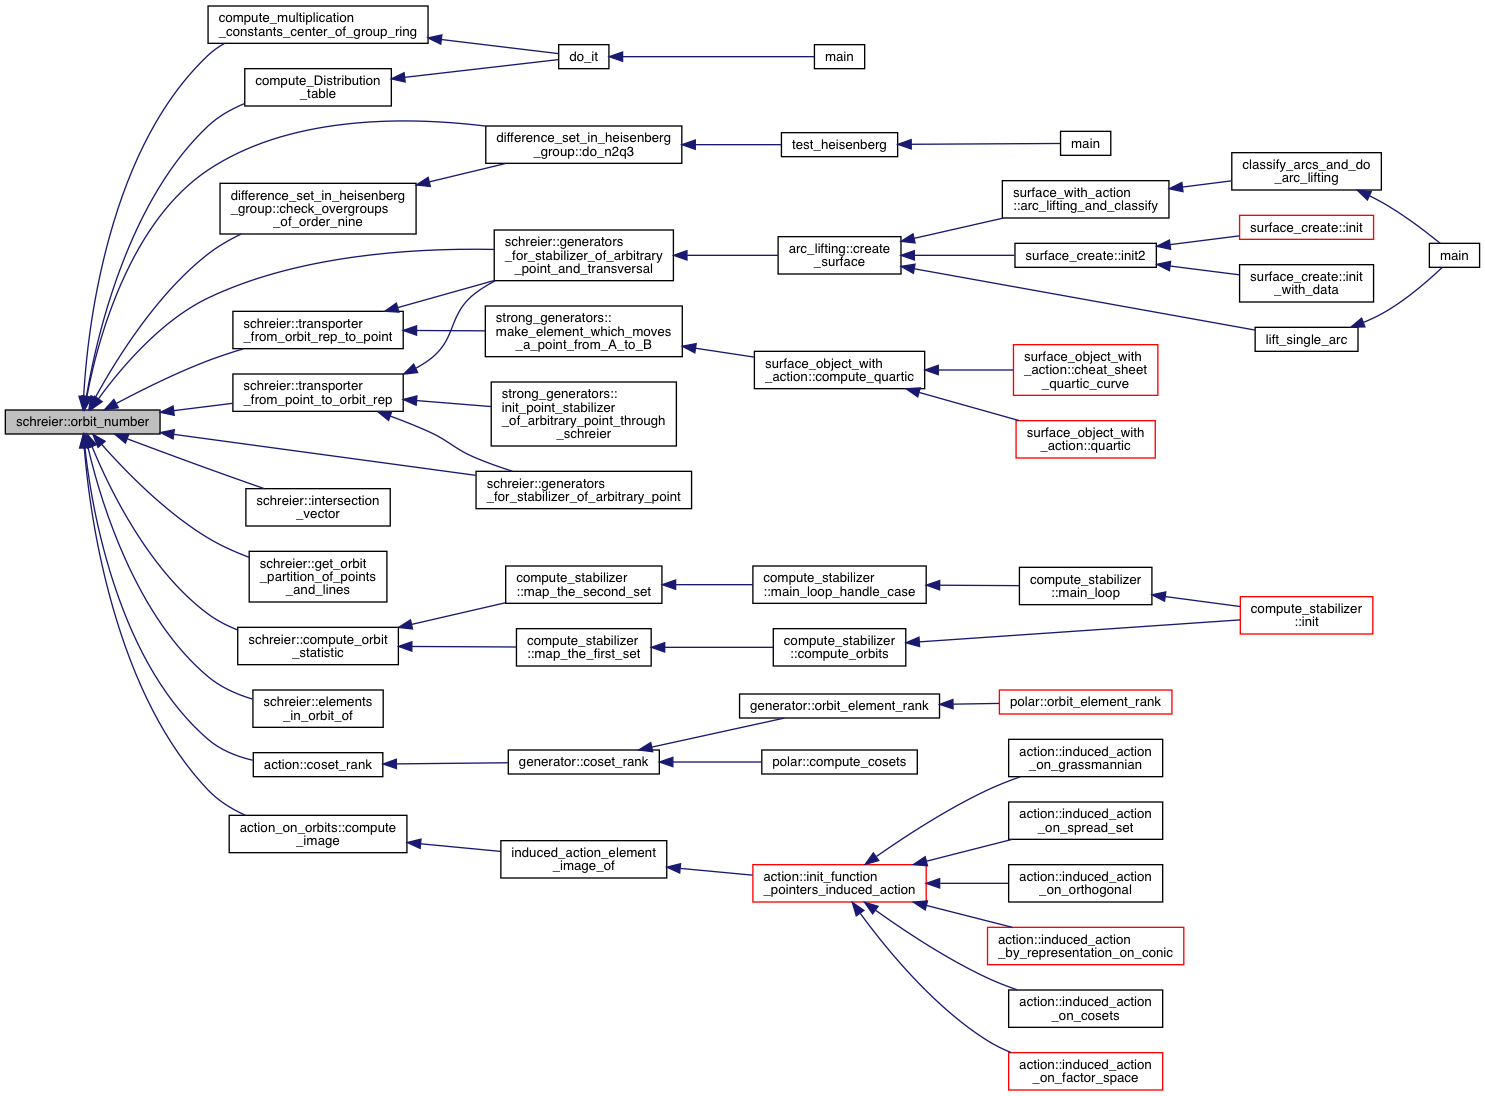 schreier::orbit_number
compute_multiplication
_constants_center_of_group_ring
do_it
main
compute_Distribution
_table
difference_set_in_heisenberg
_group::do_n2q3
test_heisenberg
main
difference_set_in_heisenberg
_group::check_overgroups
_of_order_nine
schreier::generators
_for_stabilizer_of_arbitrary
_point_and_transversal
arc_lifting::create
_surface
surface_with_action
::arc_lifting_and_classify
classify_arcs_and_do
_arc_lifting
surface_create::init2
surface_create::init
surface_create::init
_with_data
main
lift_single_arc
schreier::transporter
_from_orbit_rep_to_point
strong_generators::
make_element_which_moves
_a_point_from_A_to_B
surface_object_with
_action::compute_quartic
surface_object_with
_action::cheat_sheet
_quartic_curve
surface_object_with
_action::quartic
schreier::transporter
_from_point_to_orbit_rep
strong_generators::
init_point_stabilizer
_of_arbitrary_point_through
_schreier
schreier::generators
_for_stabilizer_of_arbitrary_point
schreier::intersection
_vector
schreier::get_orbit
_partition_of_points
_and_lines
schreier::compute_orbit
_statistic
compute_stabilizer
::map_the_second_set
compute_stabilizer
::main_loop_handle_case
compute_stabilizer
::main_loop
compute_stabilizer
::init
compute_stabilizer
::map_the_first_set
compute_stabilizer
::compute_orbits
schreier::elements
_in_orbit_of
action::coset_rank
generator::coset_rank
generator::orbit_element_rank
polar::orbit_element_rank
polar::compute_cosets
action_on_orbits::compute
_image
induced_action_element
_image_of
action::init_function
_pointers_induced_action
action::induced_action
_on_grassmannian
action::induced_action
_on_spread_set
action::induced_action
_on_orthogonal
action::induced_action
_by_representation_on_conic
action::induced_action
_on_cosets
action::induced_action
_on_factor_space